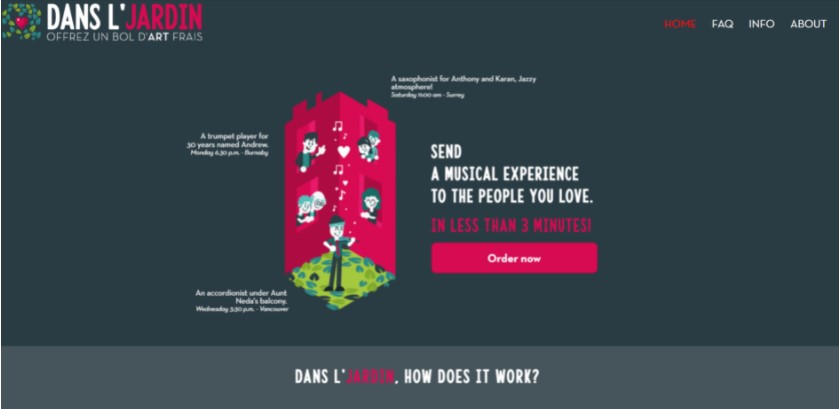 DANS L'JARDIN
OFFREZ UN BOL D'ART FRAIS
HOME FAQ INFO ABOUT
A saxophonist for Anthony and Karan, Jazzy
atmosphere!
Saturday 11:00 am - Surrey
A trumpet player for
30 years named Andrew.
Monday 6:30 p.m. - Burnaby
SEND
A MUSICAL EXPERIENCE
TO THE PEOPLE YOU LOVE.
IN LESS THAN 3 MINUTES!
Order now
An accordionist under Aunt
Neda's balcony.
Wednesday 5:30 p.m. - Vancouver
DANS L'JARDIN, HOW DOES IT WORK?